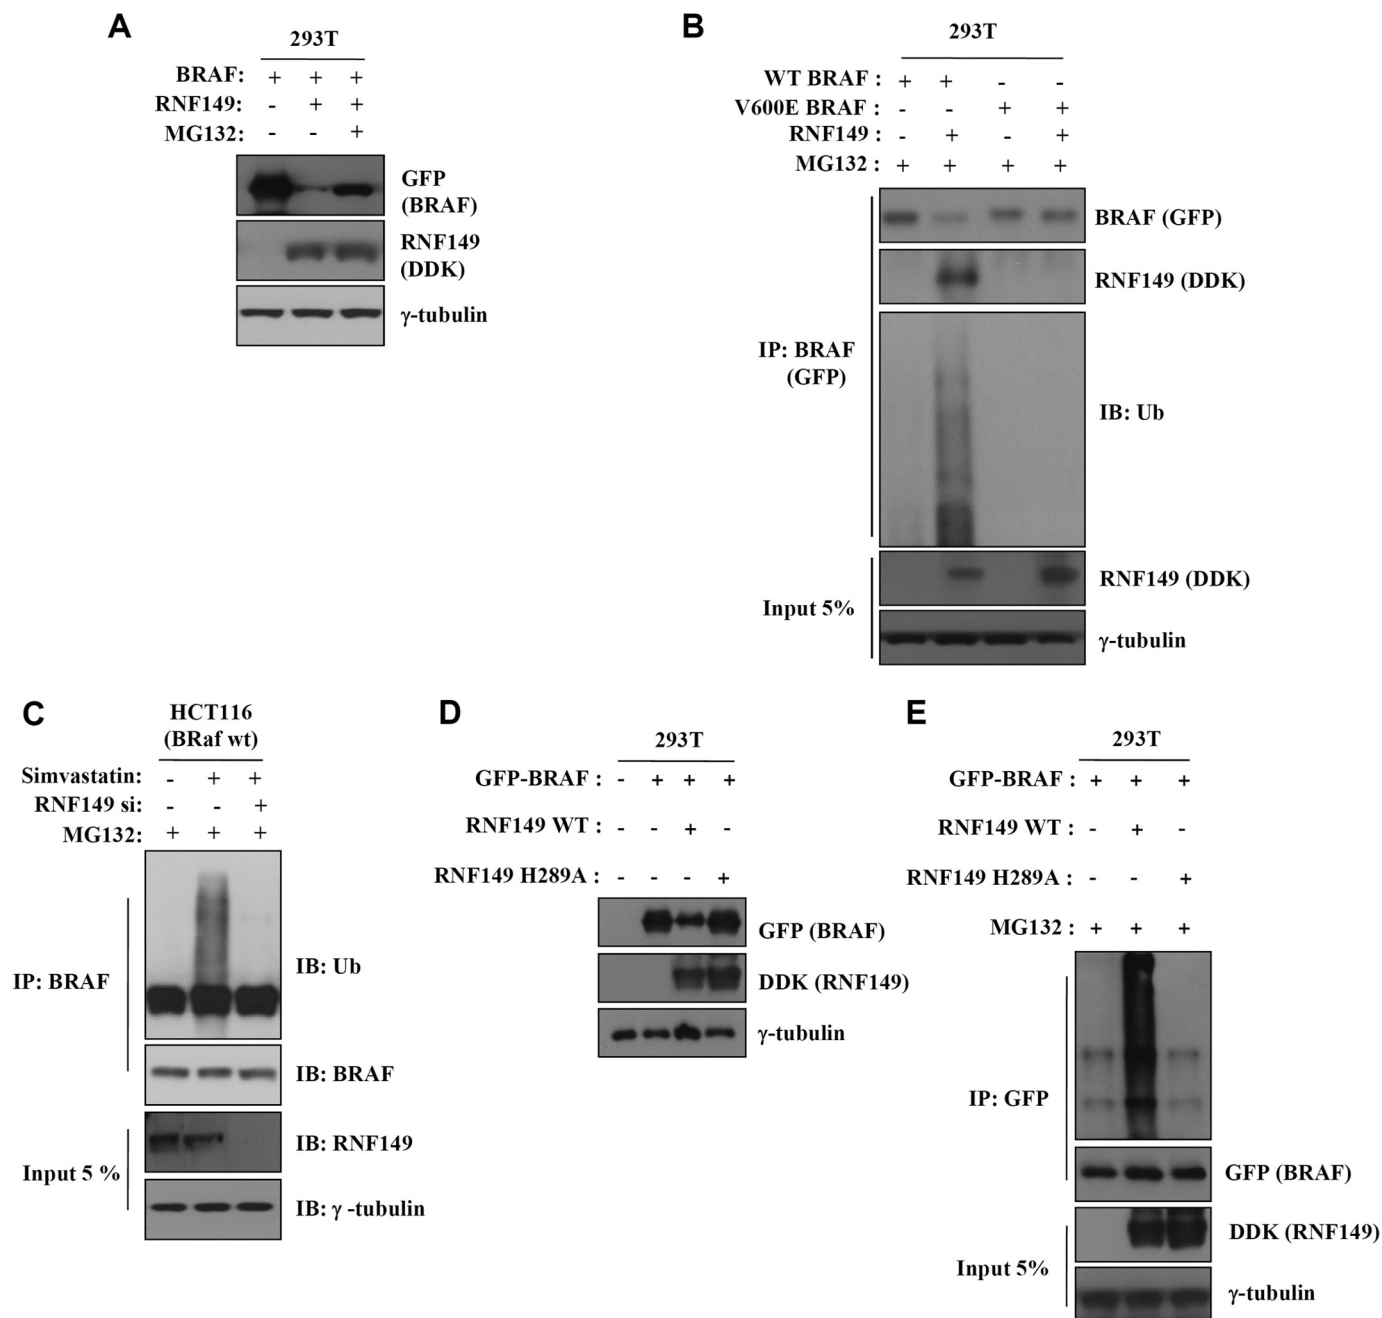 A
293T
BRAF: + + +
RNF149: - + +
MG132: - - +
GFP
(BRAF)
RNF149
(DDK)
γ-tubulin
B
293T
WT BRAF : + + - -
V600E BRAF : - - + +
RNF149 : - + - +
MG132 : + + + +
BRAF (GFP)
RNF149 (DDK)
IP: BRAF
(GFP)
IB: Ub
RNF149 (DDK)
Input 5%
γ-tubulin
C
HCT116
(BRaf wt)
Simvastatin: - + +
RNF149 si: - - +
MG132: + + +
IP: BRAF
IB: Ub
IB: BRAF
IB: RNF149
Input 5 %
IB: γ -tubulin
D
293T
GFP-BRAF : - + + +
RNF149 WT : - - + -
RNF149 H289A : - - - +
GFP (BRAF)
DDK (RNF149)
γ-tubulin
E
293T
GFP-BRAF : + + +
RNF149 WT : - + -
RNF149 H289A : - - +
MG132 : + + +
IP: GFP
GFP (BRAF)
DDK (RNF149)
Input 5%
γ-tubulin